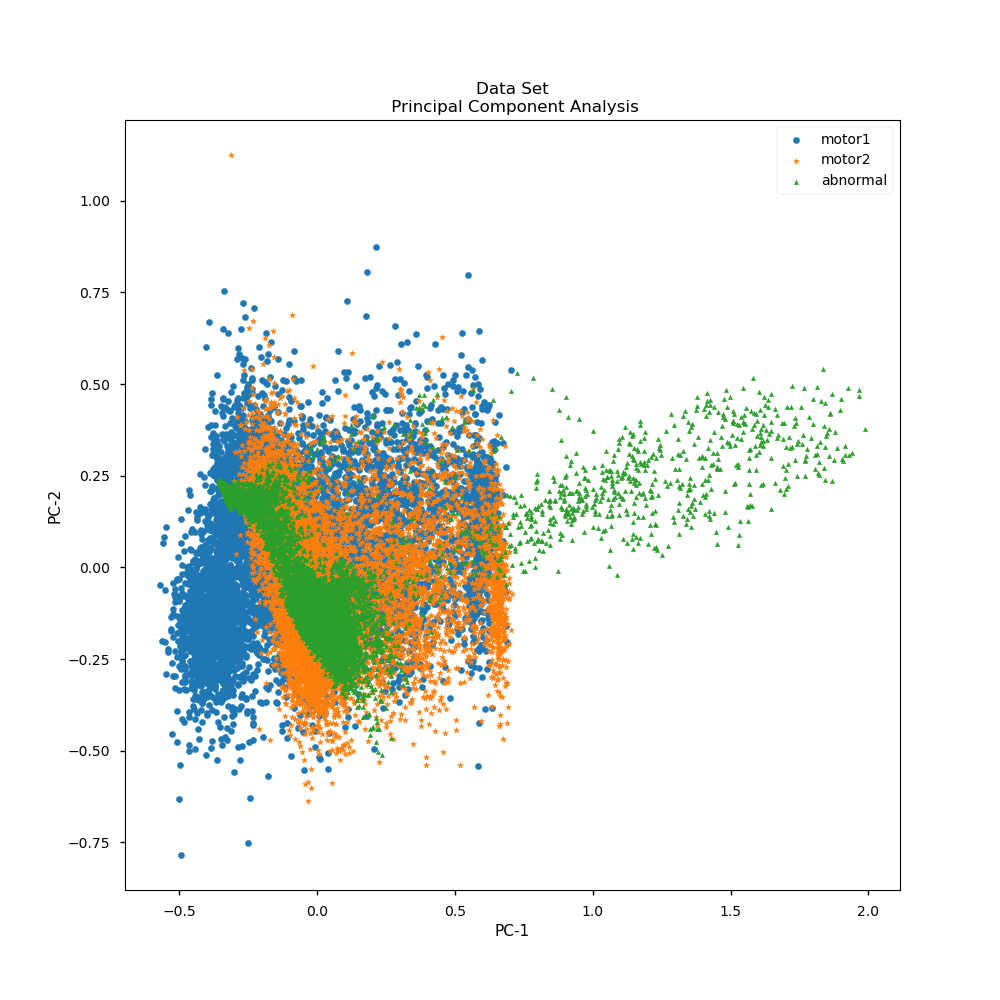 Data Set
Principal Component Analysis
motor1
motor2
abnormal
1.00
0.75
0.50
0.25
0.00
−0.25
−0.50
−0.75
PC-2
−0.5
0.0
0.5
1.0
1.5
2.0
PC-1